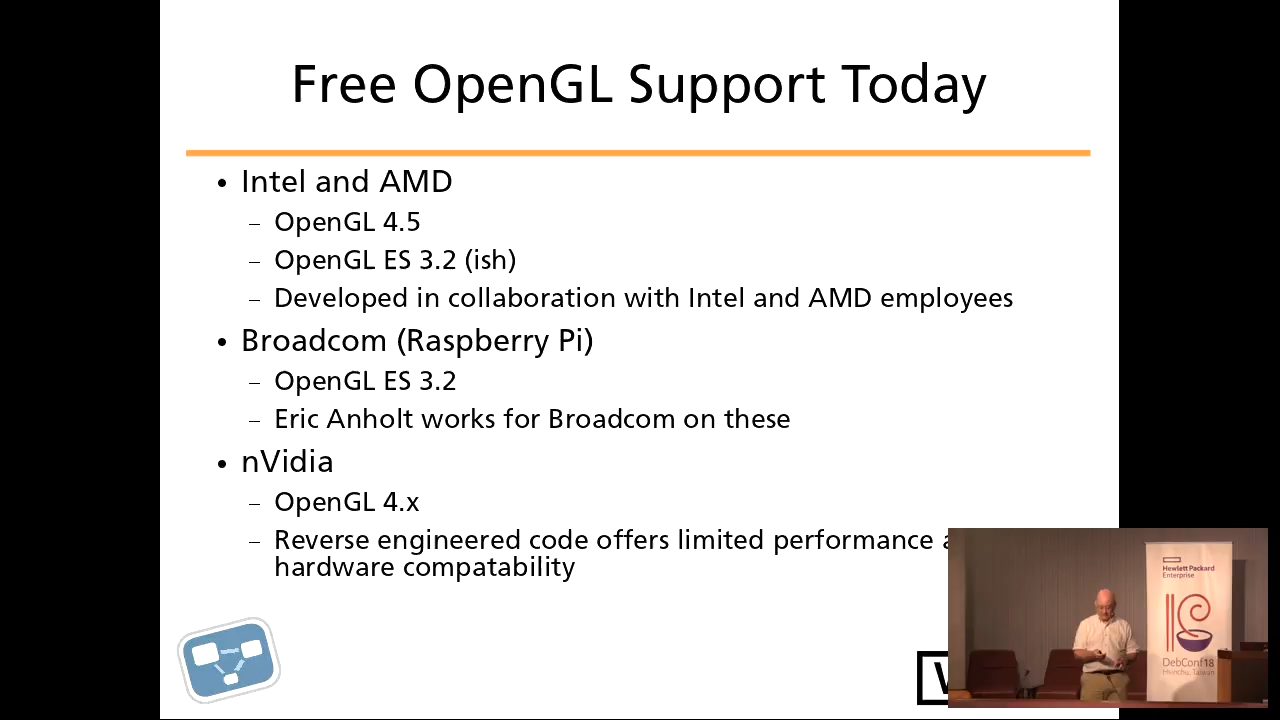 Free OpenGL Support Today
• Intel and AMD
– OpenGL 4.5
– OpenGL ES 3.2 (ish)
– Developed in collaboration with Intel and AMD employees
• Broadcom (Raspberry Pi)
– OpenGL ES 3.2
– Eric Anholt works for Broadcom on these
• nVidia
– OpenGL 4.x
– Reverse engineered code offers limited performance
hardware compatability
Hewlett Packard
Enterprise
DebConf18
Hsinchu, Taiwan